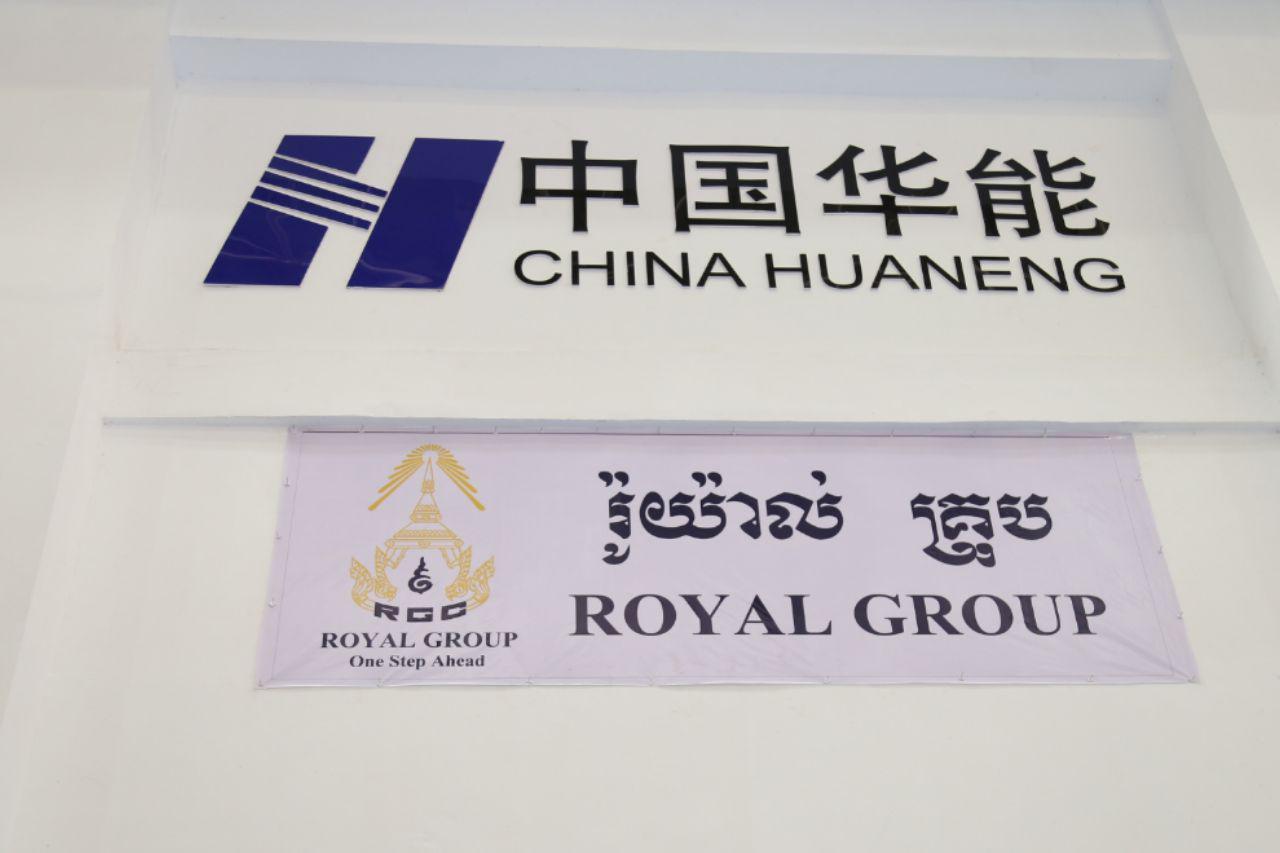 中国华能
CHINA HUANENG
រ៉ូយ៉ាល់ គ្រុប
ROYAL GROUP
RGC
ROYAL GROUP
One Step Ahead